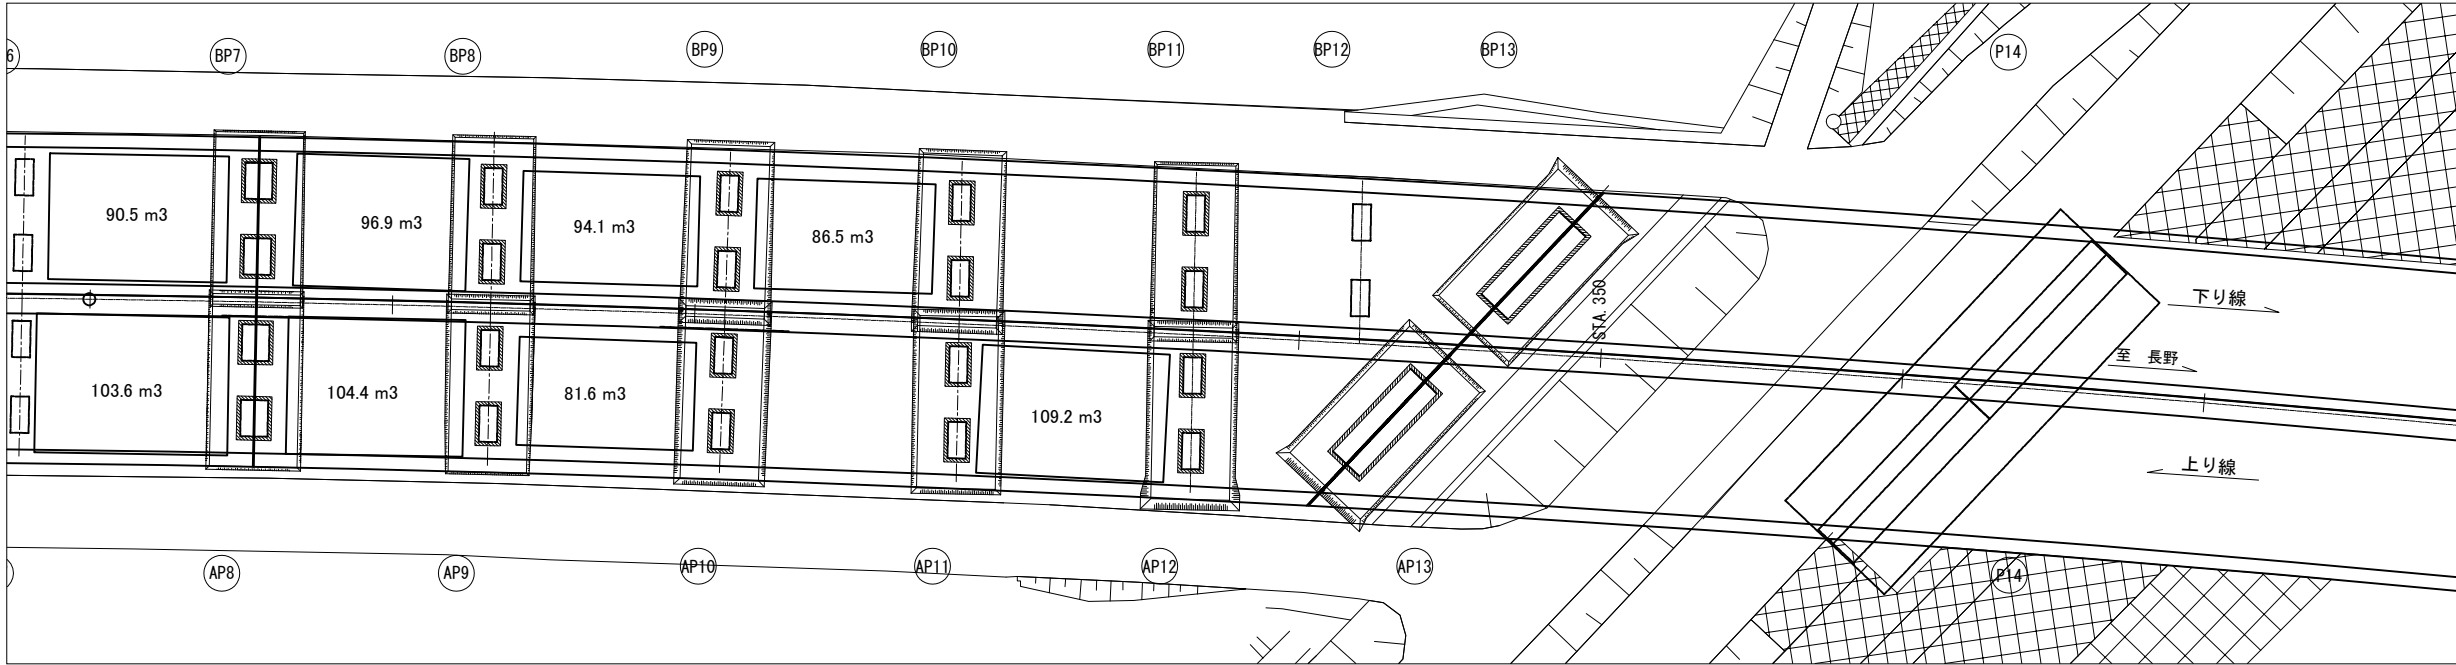 6
BP7
BP8
BP9
BP10
BP11
BP12
BP13
P14
90.5 m3
96.9 m3
94.1 m3
86.5 m3
STA.350
下り線
至 長野
103.6 m3
104.4 m3
81.6 m3
109.2 m3
上り線
AP8
AP9
AP10
AP11
AP12
AP13
P14